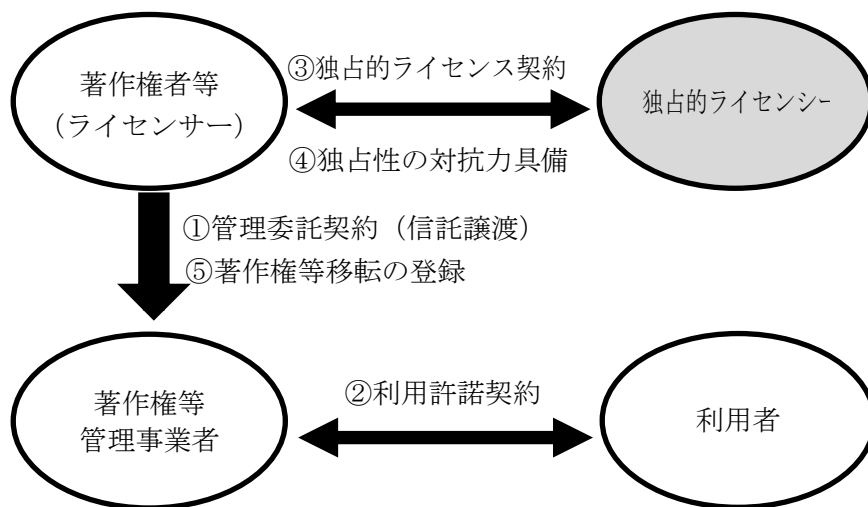 著作権者等
(ライセンサー)
③独占的ライセンス契約
④独占性の対抗力具備
独占的ライセンシー
①管理委託契約(信託譲渡)
⑤著作権等移転の登録
著作権等
管理事業者
②利用許諾契約
利用者